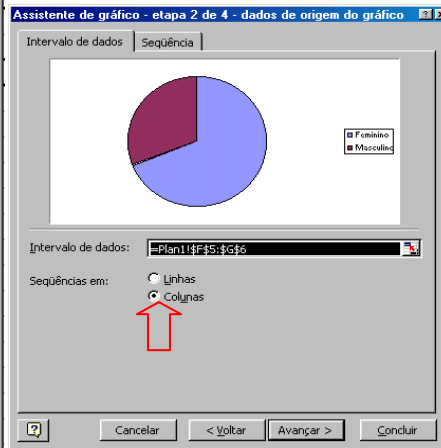 Assistente de gráfico - etapa 2 de 4 - dados de origem do gráfico
Intervalo de dados
Seqüência
Feminino
Masculino
Intervalo de dados:
=Plan1!$F$5:$G$6
Seqüências em:
Linhas
Colunas
Cancelar
< Voltar
Avançar >
Concluir